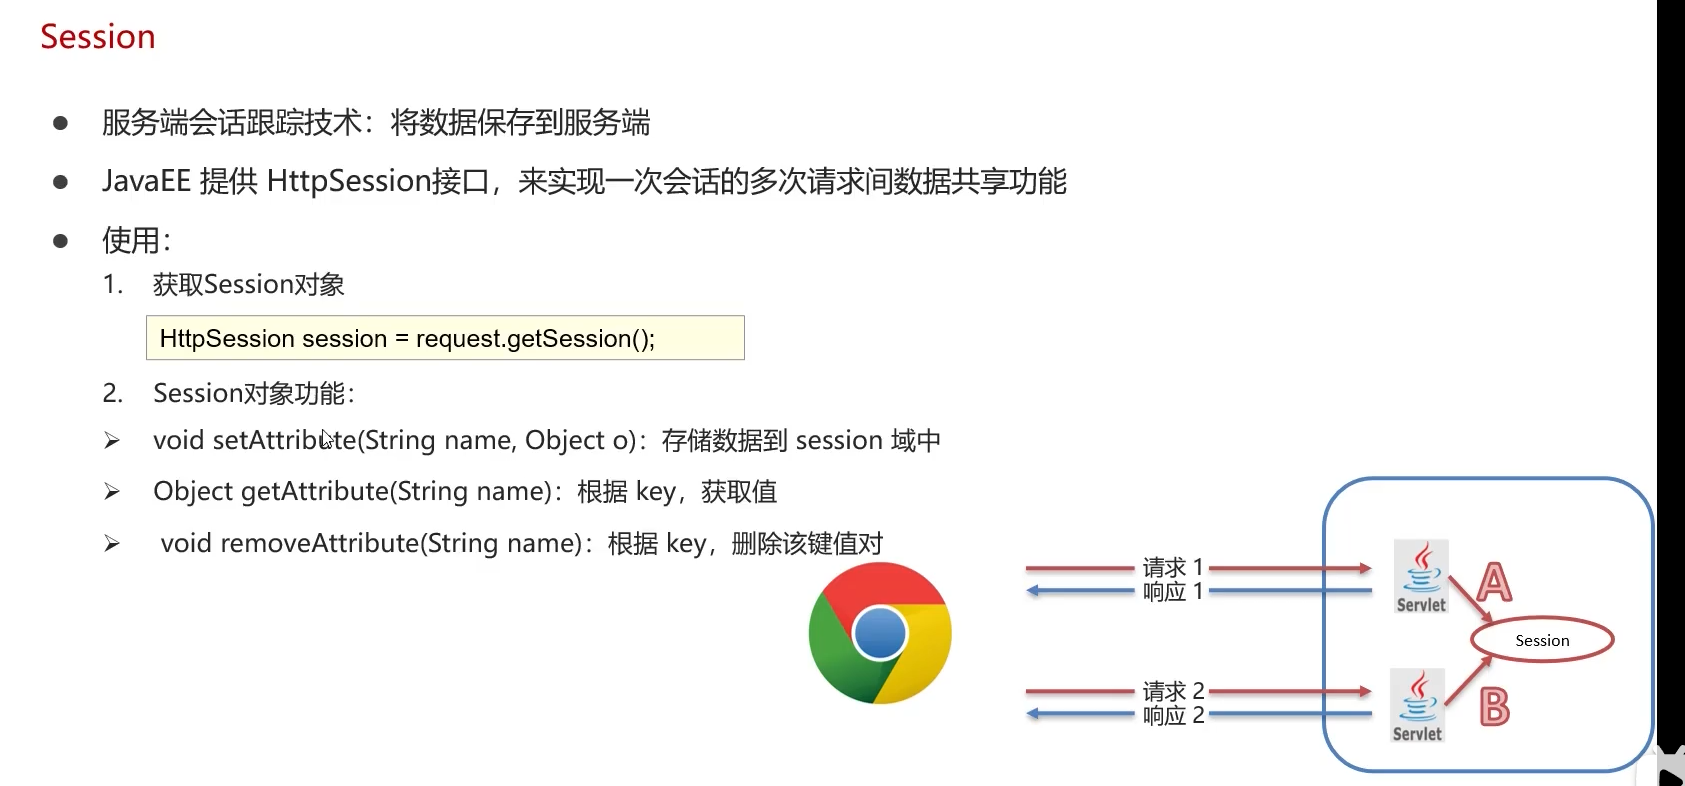 Session
● 服务端会话跟踪技术：将数据保存到服务端
● JavaEE 提供 HttpSession接口，来实现一次会话的多次请求间数据共享功能
● 使用：
1. 获取Session对象
HttpSession session = request.getSession();
2. Session对象功能：
➢ void setAttribute(String name, Object o)：存储数据到 session 域中
➢ Object getAttribute(String name)：根据 key，获取值
➢ void removeAttribute(String name)：根据 key，删除该键值对
请求 1
响应 1
Servlet
A
Session
请求 2
响应 2
Servlet
B